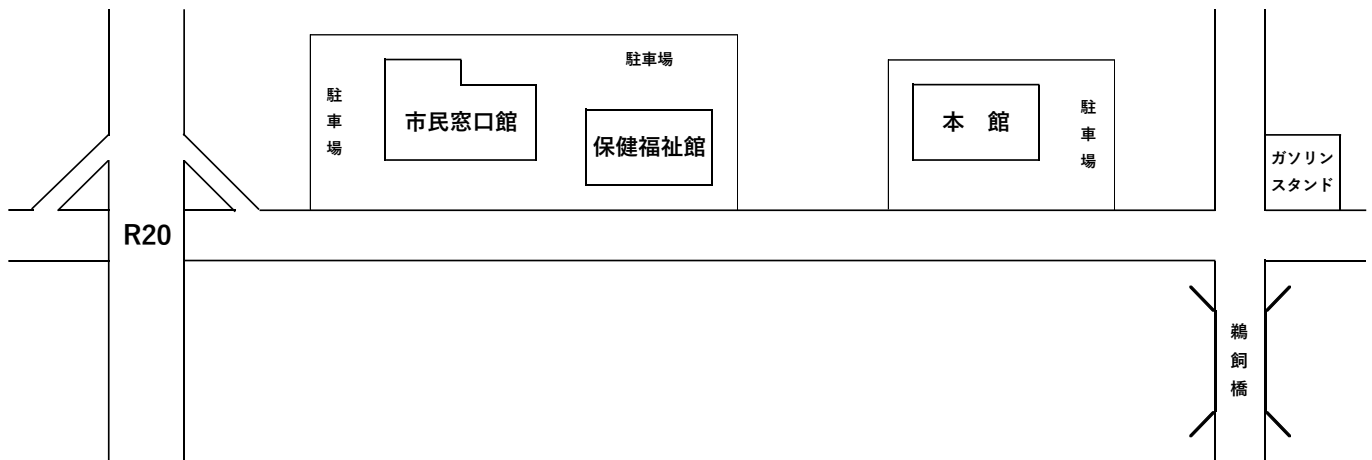 駐車場
駐車場
市民窓口館
保健福祉館
本　館
駐車場
ガソリン
スタンド
R20
鵜飼橋